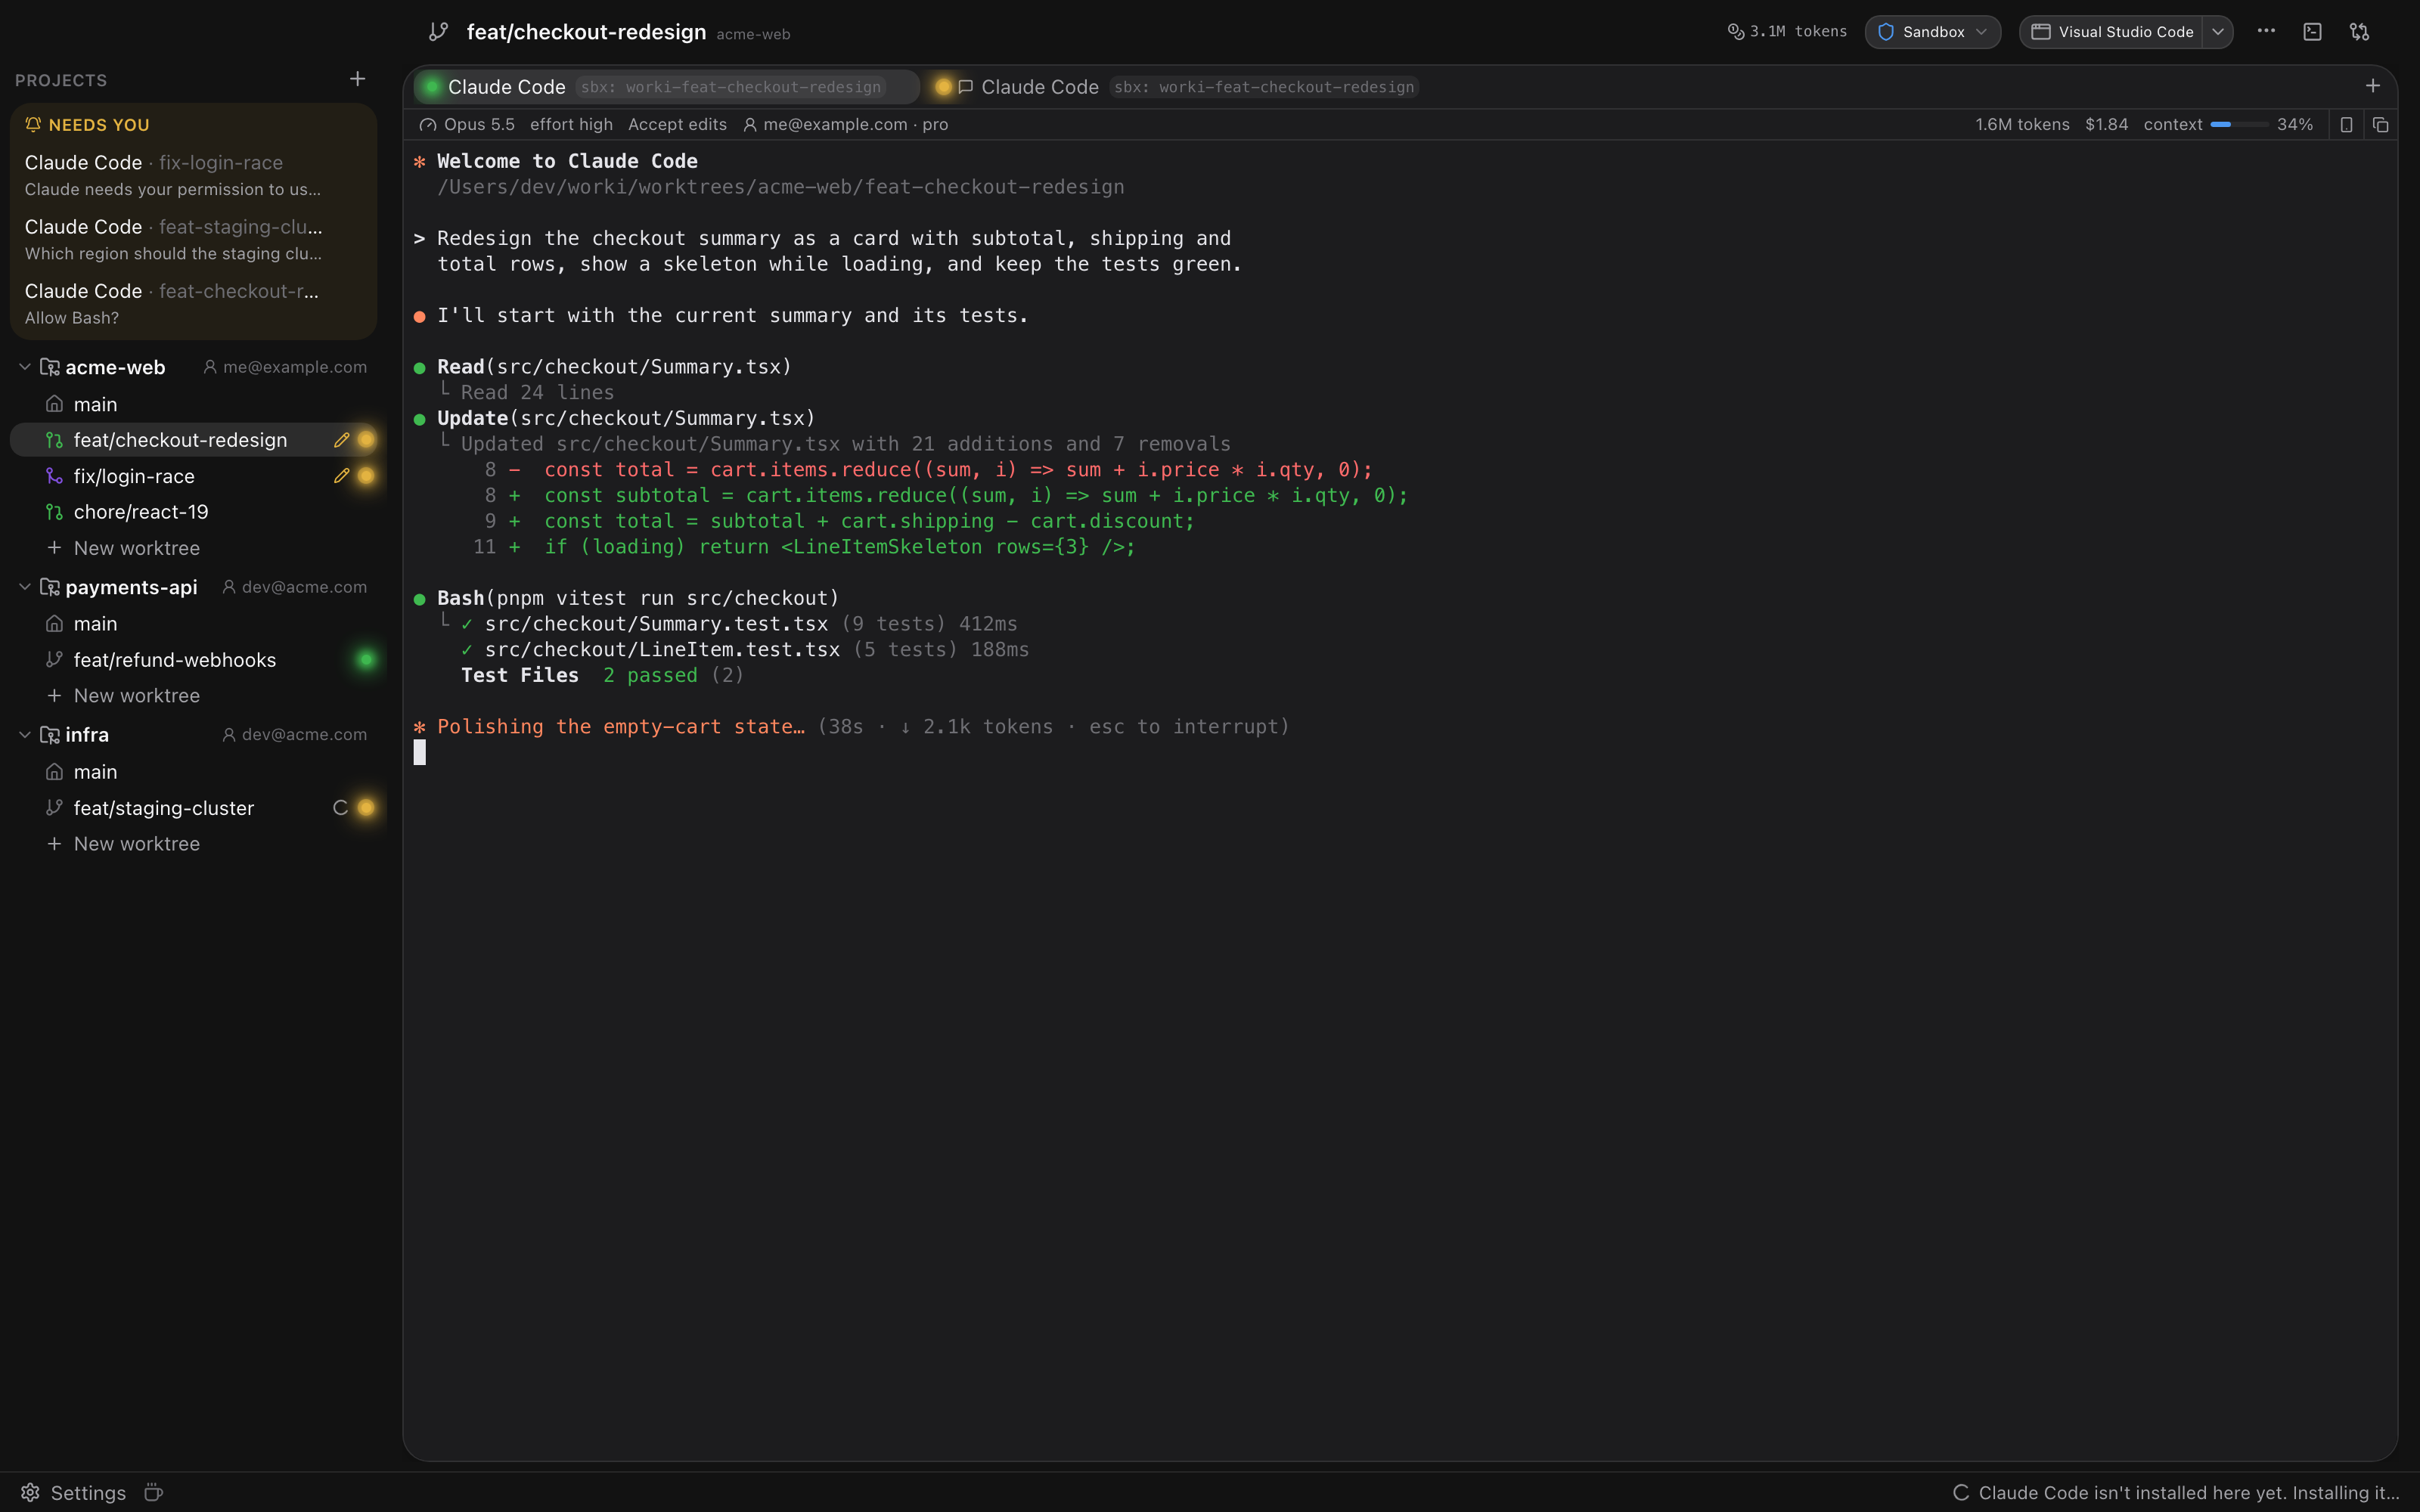 feat/checkout-redesign acme-web
3.1M tokens
Sandbox
Visual Studio Code
PROJECTS
NEEDS YOU
Claude Code · fix-login-race
Claude needs your permission to us...
Claude Code · feat-staging-clu...
Which region should the staging clu...
Claude Code · feat-checkout-r...
Allow Bash?
acme-web me@example.com
main
feat/checkout-redesign
fix/login-race
chore/react-19
New worktree
payments-api dev@acme.com
main
feat/refund-webhooks
New worktree
infra dev@acme.com
main
feat/staging-cluster
New worktree
Claude Code sbx: worki-feat-checkout-redesign
Claude Code sbx: worki-feat-checkout-redesign
Opus 5.5 effort high Accept edits me@example.com · pro
1.6M tokens $1.84 context 34%
✻ Welcome to Claude Code
/Users/dev/worki/worktrees/acme-web/feat-checkout-redesign
> Redesign the checkout summary as a card with subtotal, shipping and
total rows, show a skeleton while loading, and keep the tests green.
● I'll start with the current summary and its tests.
● Read(src/checkout/Summary.tsx)
└ Read 24 lines
● Update(src/checkout/Summary.tsx)
└ Updated src/checkout/Summary.tsx with 21 additions and 7 removals
8 - const total = cart.items.reduce((sum, i) => sum + i.price * i.qty, 0);
8 + const subtotal = cart.items.reduce((sum, i) => sum + i.price * i.qty, 0);
9 + const total = subtotal + cart.shipping - cart.discount;
11 + if (loading) return <LineItemSkeleton rows={3} />;
● Bash(pnpm vitest run src/checkout)
└ ✓ src/checkout/Summary.test.tsx (9 tests) 412ms
✓ src/checkout/LineItem.test.tsx (5 tests) 188ms
Test Files 2 passed (2)
✻ Polishing the empty-cart state… (38s · ↓ 2.1k tokens · esc to interrupt)
Settings
Claude Code isn't installed here yet. Installing it...